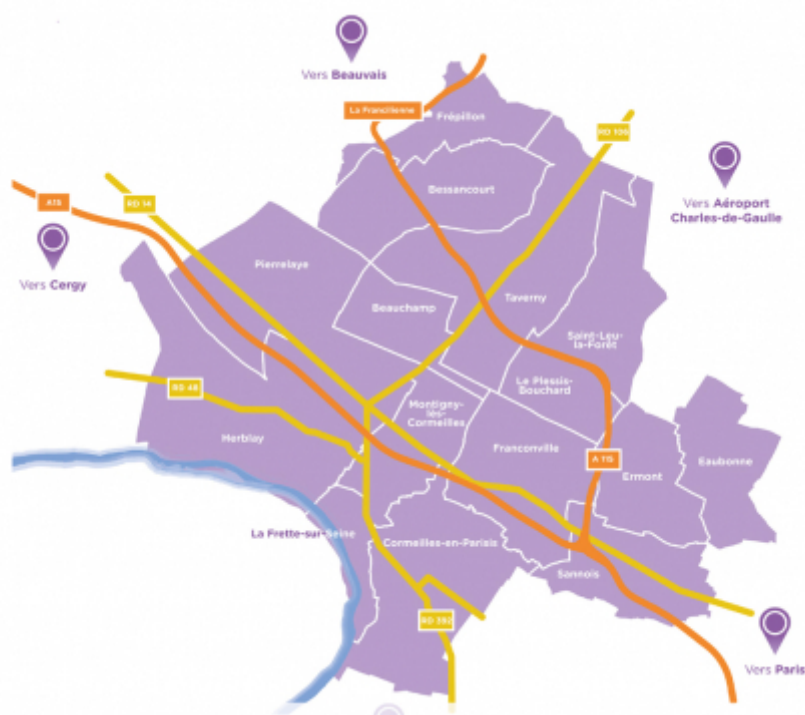 Vers Beauvais
La Francilienne
Frépillon
RD 106
Bessancourt
Vers Aéroport
Charles-de-Gaulle
A15
RD 14
Vers Cergy
Pierrelaye
Beauchamp
Taverny
Saint-Leu-
la-Forêt
RD 48
Le Plessis-
Bouchard
Montigny-
lès-
Cormeilles
Herblay
Franconville
A 115
Ermont
Eaubonne
La Frette-sur-Seine
Cormeilles-en-Parisis
Sannois
RD 392
Vers Paris